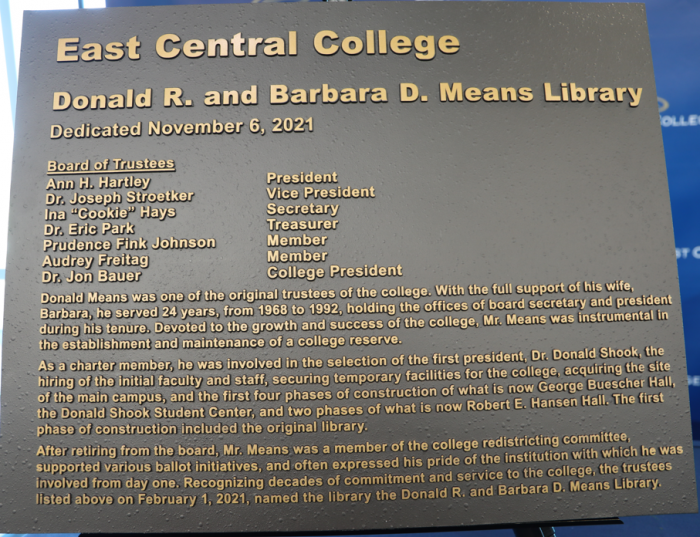 East Central College
Donald R. and Barbara D. Means Library
Dedicated November 6, 2021
Board of Trustees
Ann H. Hartley President
Dr. Joseph Stroetker Vice President
Ina “Cookie” Hays Secretary
Dr. Eric Park Treasurer
Prudence Fink Johnson Member
Audrey Freitag Member
Dr. Jon Bauer College President
Donald Means was one of the original trustees of the college. With the full support of his wife,
Barbara, he served 24 years, from 1968 to 1992, holding the offices of board secretary and president
during his tenure. Devoted to the growth and success of the college, Mr. Means was instrumental in
the establishment and maintenance of a college reserve.
As a charter member, he was involved in the selection of the first president, Dr. Donald Shook, the
hiring of the initial faculty and staff, securing temporary facilities for the college, acquiring the site
of the main campus, and the first four phases of construction of what is now George Buescher Hall,
the Donald Shook Student Center, and two phases of what is now Robert E. Hansen Hall. The first
phase of construction included the original library.
After retiring from the board, Mr. Means was a member of the college redistricting committee,
supported various ballot initiatives, and often expressed his pride of the institution with which he was
involved from day one. Recognizing decades of commitment and service to the college, the trustees
listed above on February 1, 2021, named the library the Donald R. and Barbara D. Means Library.